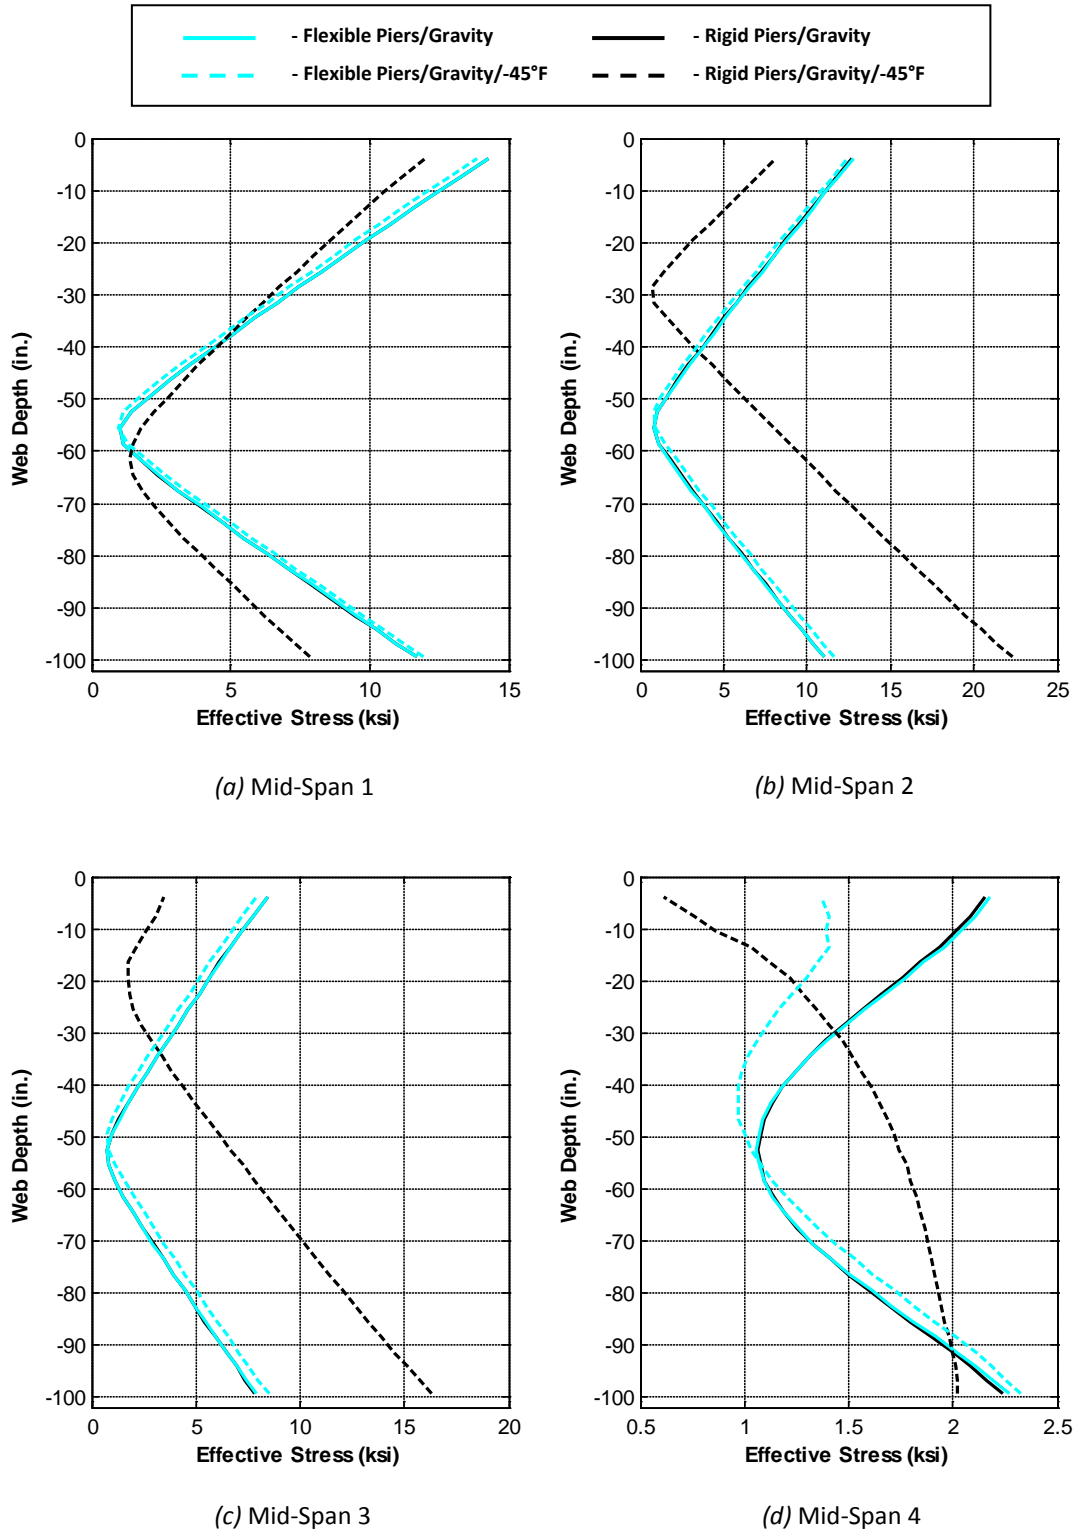 - Flexible Piers/Gravity
- Rigid Piers/Gravity
- Flexible Piers/Gravity/-45°F
- Rigid Piers/Gravity/-45°F
0
-10
-20
-30
-40
-50
-60
-70
-80
-90
-100
Web Depth (in.)
0 5 10 15
Effective Stress (ksi)
(a) Mid-Span 1
0
-10
-20
-30
-40
-50
-60
-70
-80
-90
-100
Web Depth (in.)
0 5 10 15 20 25
Effective Stress (ksi)
(b) Mid-Span 2
0
-10
-20
-30
-40
-50
-60
-70
-80
-90
-100
Web Depth (in.)
0 5 10 15 20
Effective Stress (ksi)
(c) Mid-Span 3
0
-10
-20
-30
-40
-50
-60
-70
-80
-90
-100
Web Depth (in.)
0.5 1 1.5 2 2.5
Effective Stress (ksi)
(d) Mid-Span 4